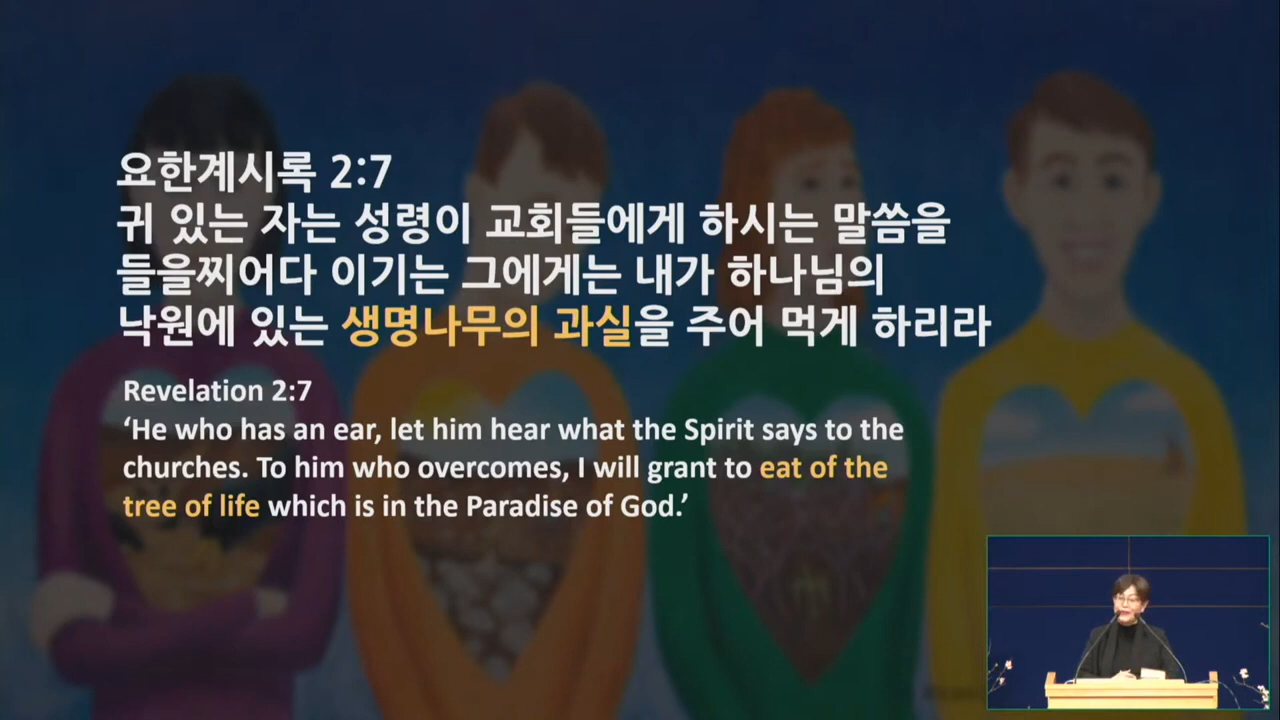 요한계시록 2:7
귀 있는 자는 성령이 교회들에게 하시는 말씀을
들을찌어다 이기는 그에게는 내가 하나님의
낙원에 있는 생명나무의 과실을 주어 먹게 하리라
Revelation 2:7
‘He who has an ear, let him hear what the Spirit says to the
churches. To him who overcomes, I will grant to eat of the
tree of life which is in the Paradise of God.’